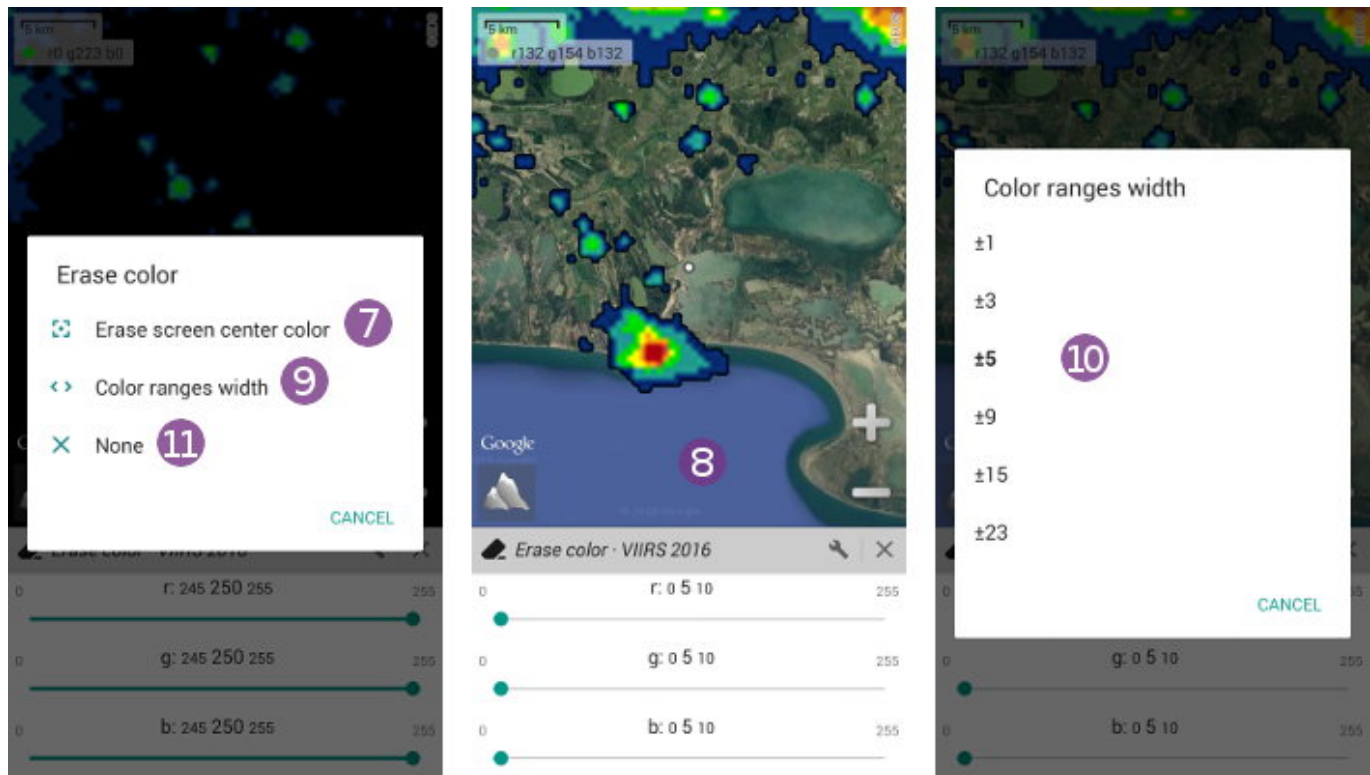 5 km
r0 g223 b0
Erase color
Erase screen center color 7
Color ranges width 9
None 11
CANCEL
Erase color · VIIRS 2016
0 r: 245 250 255 255
0 g: 245 250 255 255
0 b: 245 250 255 255
5 km
r132 g154 b132
Google
8
Erase color · VIIRS 2016
0 r: 0 5 10 255
0 g: 0 5 10 255
0 b: 0 5 10 255
5 km
r132 g154 b132
Color ranges width
±1
±3
±5 10
±9
±15
±23
CANCEL
g: 0 5 10 255
0 b: 0 5 10 255